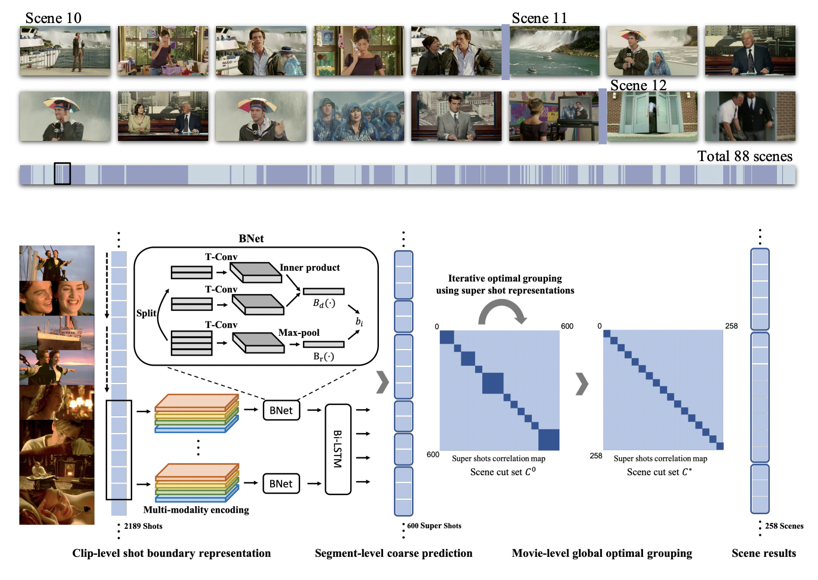 Scene 10
Scene 11
Scene 12
Total 88 scenes
BNet
T-Conv
Inner product
T-Conv
B_d(·)
Split
b_i
T-Conv
Max-pool
B_r(·)
BNet
Bi-LSTM
BNet
Multi-modality encoding
2189 Shots
600 Super Shots
Iterative optimal grouping
using super shot representations
0
600
600
Super shots correlation map
Scene cut set C⁰
0
258
258
Super shots correlation map
Scene cut set C*
258 Scenes
Clip-level shot boundary representation
Segment-level coarse prediction
Movie-level global optimal grouping
Scene results